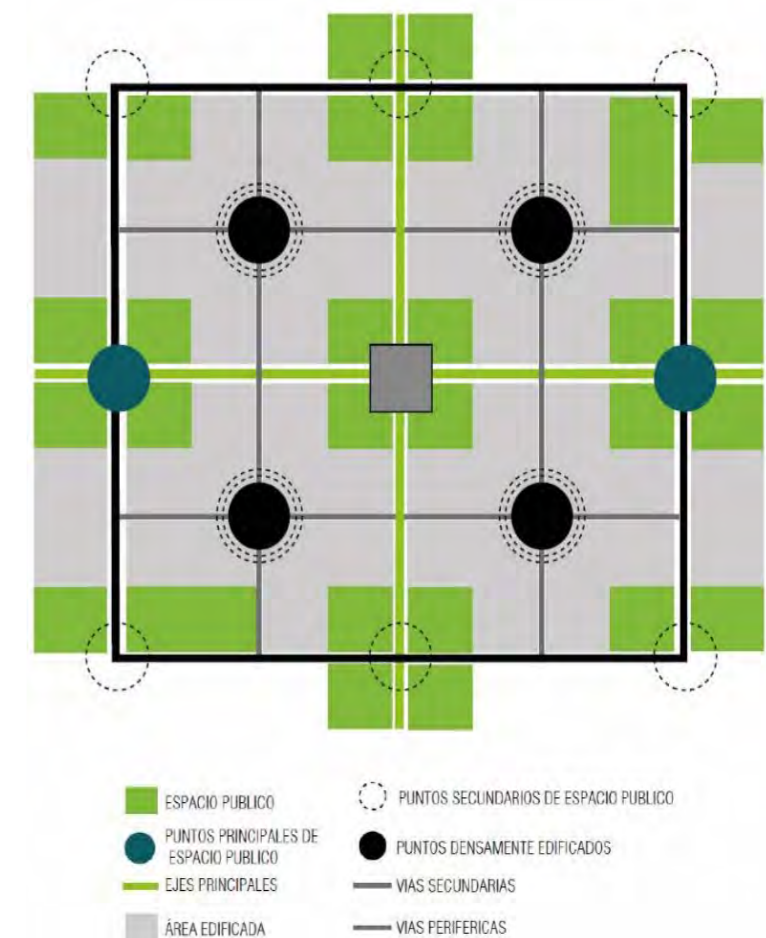 ESPACIO PUBLICO
PUNTOS PRINCIPALES DE
ESPACIO PUBLICO
EJES PRINCIPALES
ÁREA EDIFICADA
PUNTOS SECUNDARIOS DE ESPACIO PUBLICO
PUNTOS DENSAMENTE EDIFICADOS
VIAS SECUNDARIAS
VIAS PERIFERICAS